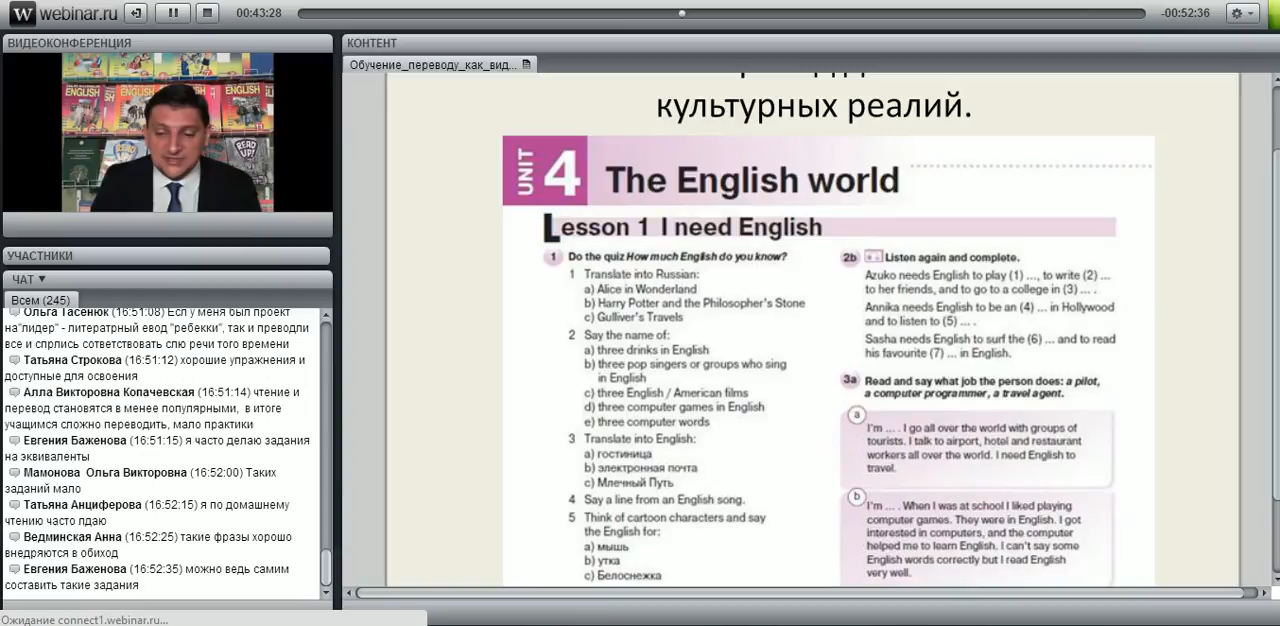 W webinar.ru
00:43:28
-00:52:36
ВИДЕОКОНФЕРЕНЦИЯ
ENGLISH
ENGLISH
READ UP!
УЧАСТНИКИ
ЧАТ ▼
Всем (245)
Ольга Тасенюк (16:51:08) Есл у меня был проект
на"лидер" - литератрный евод "ребекки", так и преводли
все и спрлись сответствовать слю речи того времени
Татьяна Строкова (16:51:12) хорошие упражнения и
доступные для освоения
Алла Викторовна Копачевская (16:51:14) чтение и
перевод становятся в менее популярными, в итоге
учащимся сложно переводить, мало практики
Евгения Баженова (16:51:15) я часто делаю задания
на эквиваленты
Мамонова Ольга Викторовна (16:52:00) Таких
заданий мало
Татьяна Анциферова (16:52:15) я по домашнему
чтению часто пдаю
Ведминская Анна (16:52:25) такие фразы хорошо
внедряются в обиход
Евгения Баженова (16:52:35) можно ведь самим
составить такие задания
Ожидание connect1.webinar.ru...
КОНТЕНТ
Обучение_переводу_как_вид...
культурных реалий.
UNIT 4 The English world
Lesson 1 I need English
1 Do the quiz How much English do you know?
1 Translate into Russian:
a) Alice in Wonderland
b) Harry Potter and the Philosopher's Stone
c) Gulliver's Travels
2 Say the name of:
a) three drinks in English
b) three pop singers or groups who sing
in English
c) three English / American films
d) three computer games in English
e) three computer words
3 Translate into English:
a) гостиница
b) электронная почта
c) Млечный Путь
4 Say a line from an English song.
5 Think of cartoon characters and say
the English for:
a) мышь
b) утка
c) Белоснежка
2b Listen again and complete.
Azuko needs English to play (1) ..., to write (2) ...
to her friends, and to go to a college in (3) ... .
Annika needs English to be an (4) ... in Hollywood
and to listen to (5) ... .
Sasha needs English to surf the (6) ... and to read
his favourite (7) ... in English.
3a Read and say what job the person does: a pilot,
a computer programmer, a travel agent.
a
I'm ... . I go all over the world with groups of
tourists. I talk to airport, hotel and restaurant
workers all over the world. I need English to
travel.
b
I'm ... . When I was at school I liked playing
computer games. They were in English. I got
interested in computers, and the computer
helped me to learn English. I can't say some
English words correctly but I read English
very well.